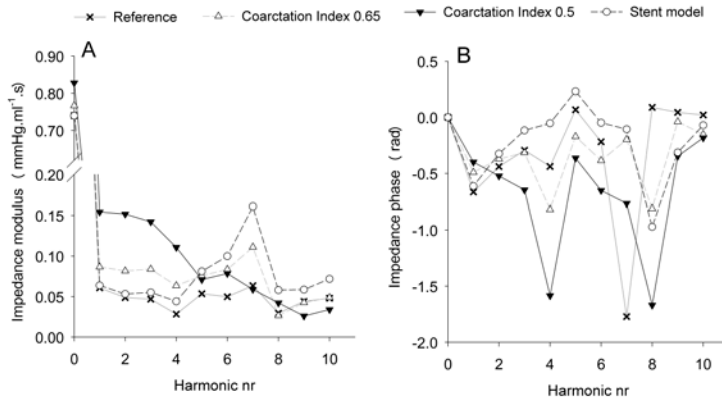 Reference Coarctation Index 0.65 Coarctation Index 0.5 Stent model
A
Impedance modulus ( mmHg.ml⁻¹.s)
0.90
0.80
0.70
0.20
0.15
0.10
0.05
0.00
0 2 4 6 8 10
Harmonic nr
B
Impedance phase ( rad)
0.5
0.0
-0.5
-1.0
-1.5
-2.0
0 2 4 6 8 10
Harmonic nr